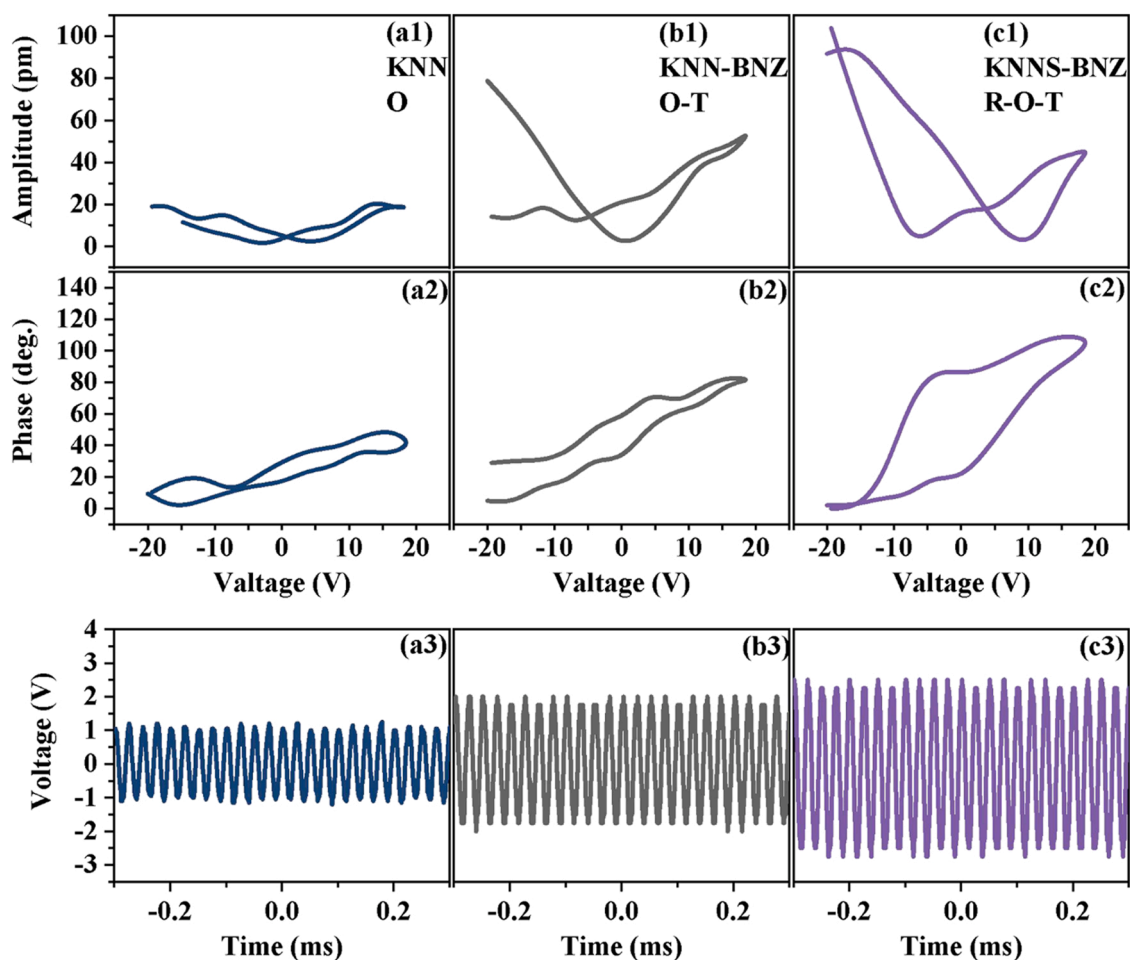 (a1)
KNN
O
(b1)
KNN-BNZ
O-T
(c1)
KNNS-BNZ
R-O-T
Amplitude (pm)
100
80
60
40
20
0
(a2)
(b2)
(c2)
Phase (deg.)
140
120
100
80
60
40
20
0
-20 -10 0 10 20
-20 -10 0 10 20
-20 -10 0 10 20
Valtage (V)
Valtage (V)
Valtage (V)
(a3)
(b3)
(c3)
Voltage (V)
4
3
2
1
0
-1
-2
-3
-0.2 0.0 0.2
-0.2 0.0 0.2
-0.2 0.0 0.2
Time (ms)
Time (ms)
Time (ms)